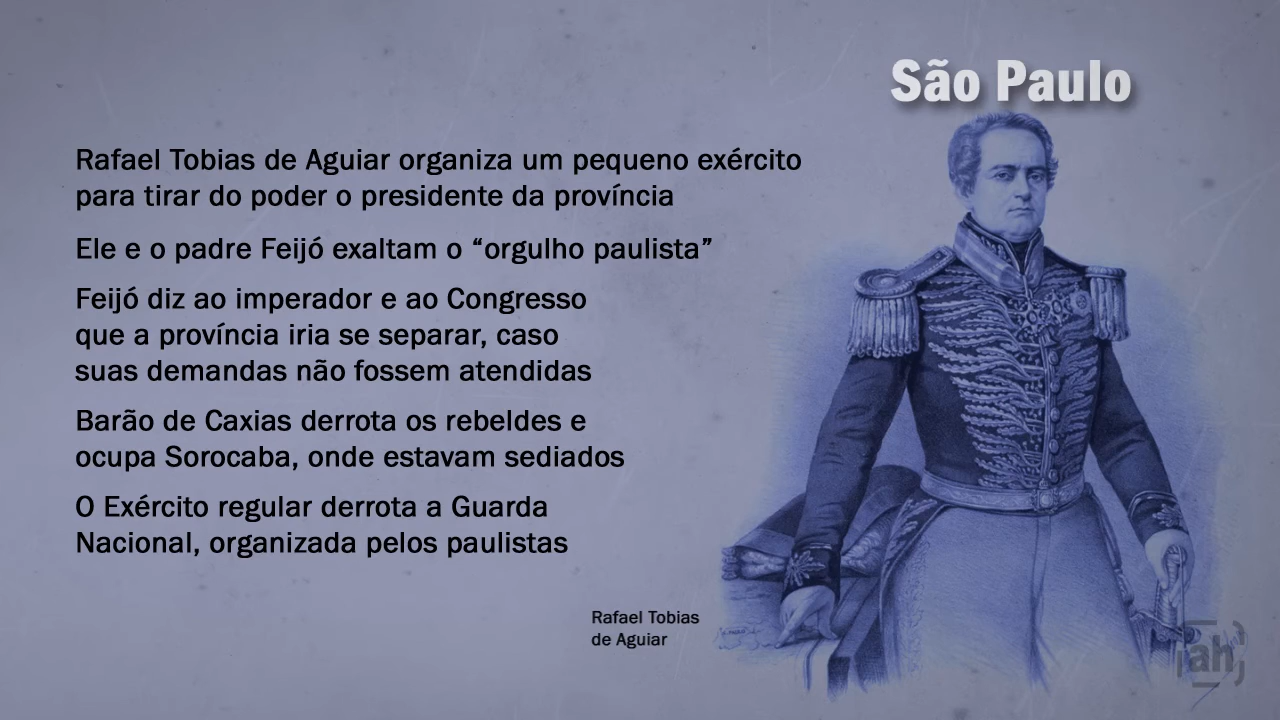 São Paulo
Rafael Tobias de Aguiar organiza um pequeno exército
para tirar do poder o presidente da província
Ele e o padre Feijó exaltam o “orgulho paulista”
Feijó diz ao imperador e ao Congresso
que a província iria se separar, caso
suas demandas não fossem atendidas
Barão de Caxias derrota os rebeldes e
ocupa Sorocaba, onde estavam sediados
O Exército regular derrota a Guarda
Nacional, organizada pelos paulistas
Rafael Tobias
de Aguiar
ah